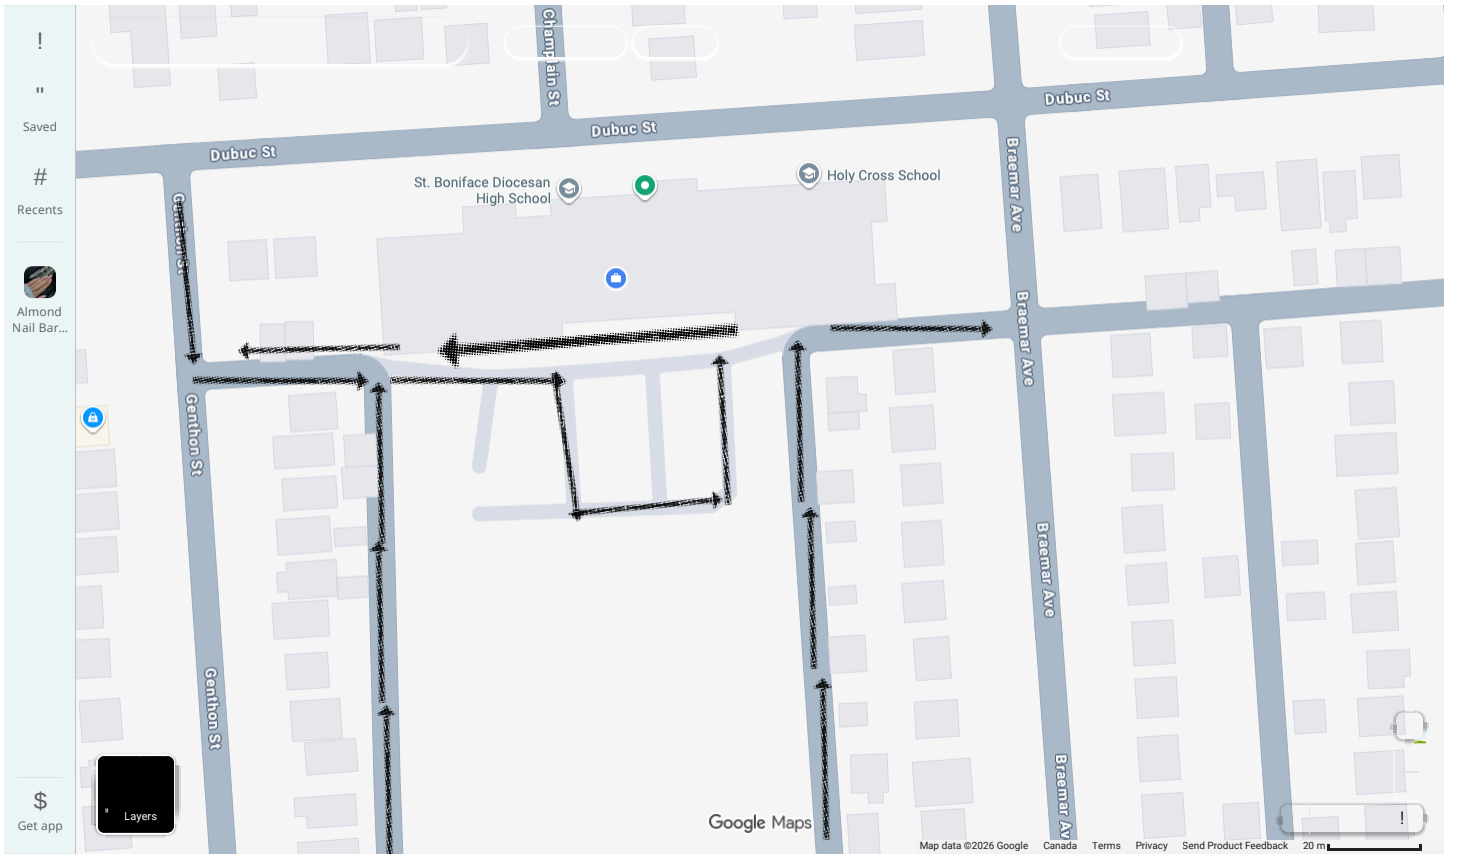 !
"
Saved
#
Recents
Almond
Nail Bar...
$
Get app
Champlain St
Dubuc St
Dubuc St
Dubuc St
Genthon St
St. Boniface Diocesan
High School
Holy Cross School
Braemar Ave
Braemar Ave
Genthon St
Braemar Ave
Genthon St
Braemar Av
" Layers
Google Maps
!
Map data ©2026 Google Canada Terms Privacy Send Product Feedback 20 m